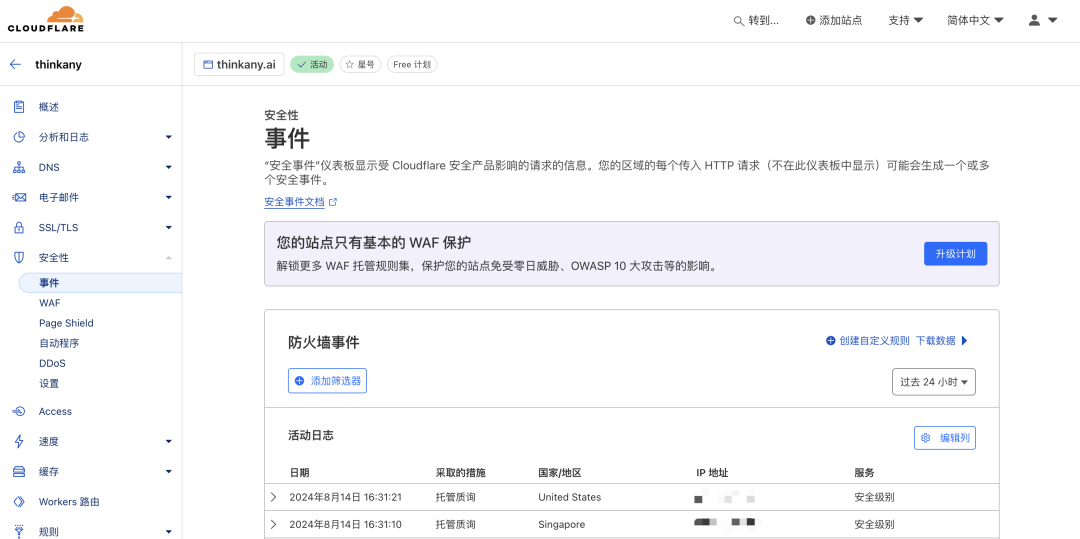 CLOUDFLARE
转到...
添加站点
支持
简体中文
thinkany
thinkany.ai
活动
星号
Free 计划
概述
分析和日志
DNS
电子邮件
SSL/TLS
安全性
事件
WAF
Page Shield
自动程序
DDoS
设置
Access
速度
缓存
Workers 路由
规则
安全性
事件
“安全事件”仪表板显示受 Cloudflare 安全产品影响的请求的信息。您的区域的每个传入 HTTP 请求（不在此仪表板中显示）可能会生成一个或多
个安全事件。
安全事件文档
您的站点只有基本的 WAF 保护
解锁更多 WAF 托管规则集，保护您的站点免受零日威胁、OWASP 10 大攻击等的影响。
升级计划
防火墙事件
创建自定义规则
下载数据
添加筛选器
过去 24 小时
活动日志
编辑列
日期 采取的措施 国家/地区 IP 地址 服务
2024年8月14日 16:31:21 托管质询 United States 安全级别
2024年8月14日 16:31:10 托管质询 Singapore 安全级别